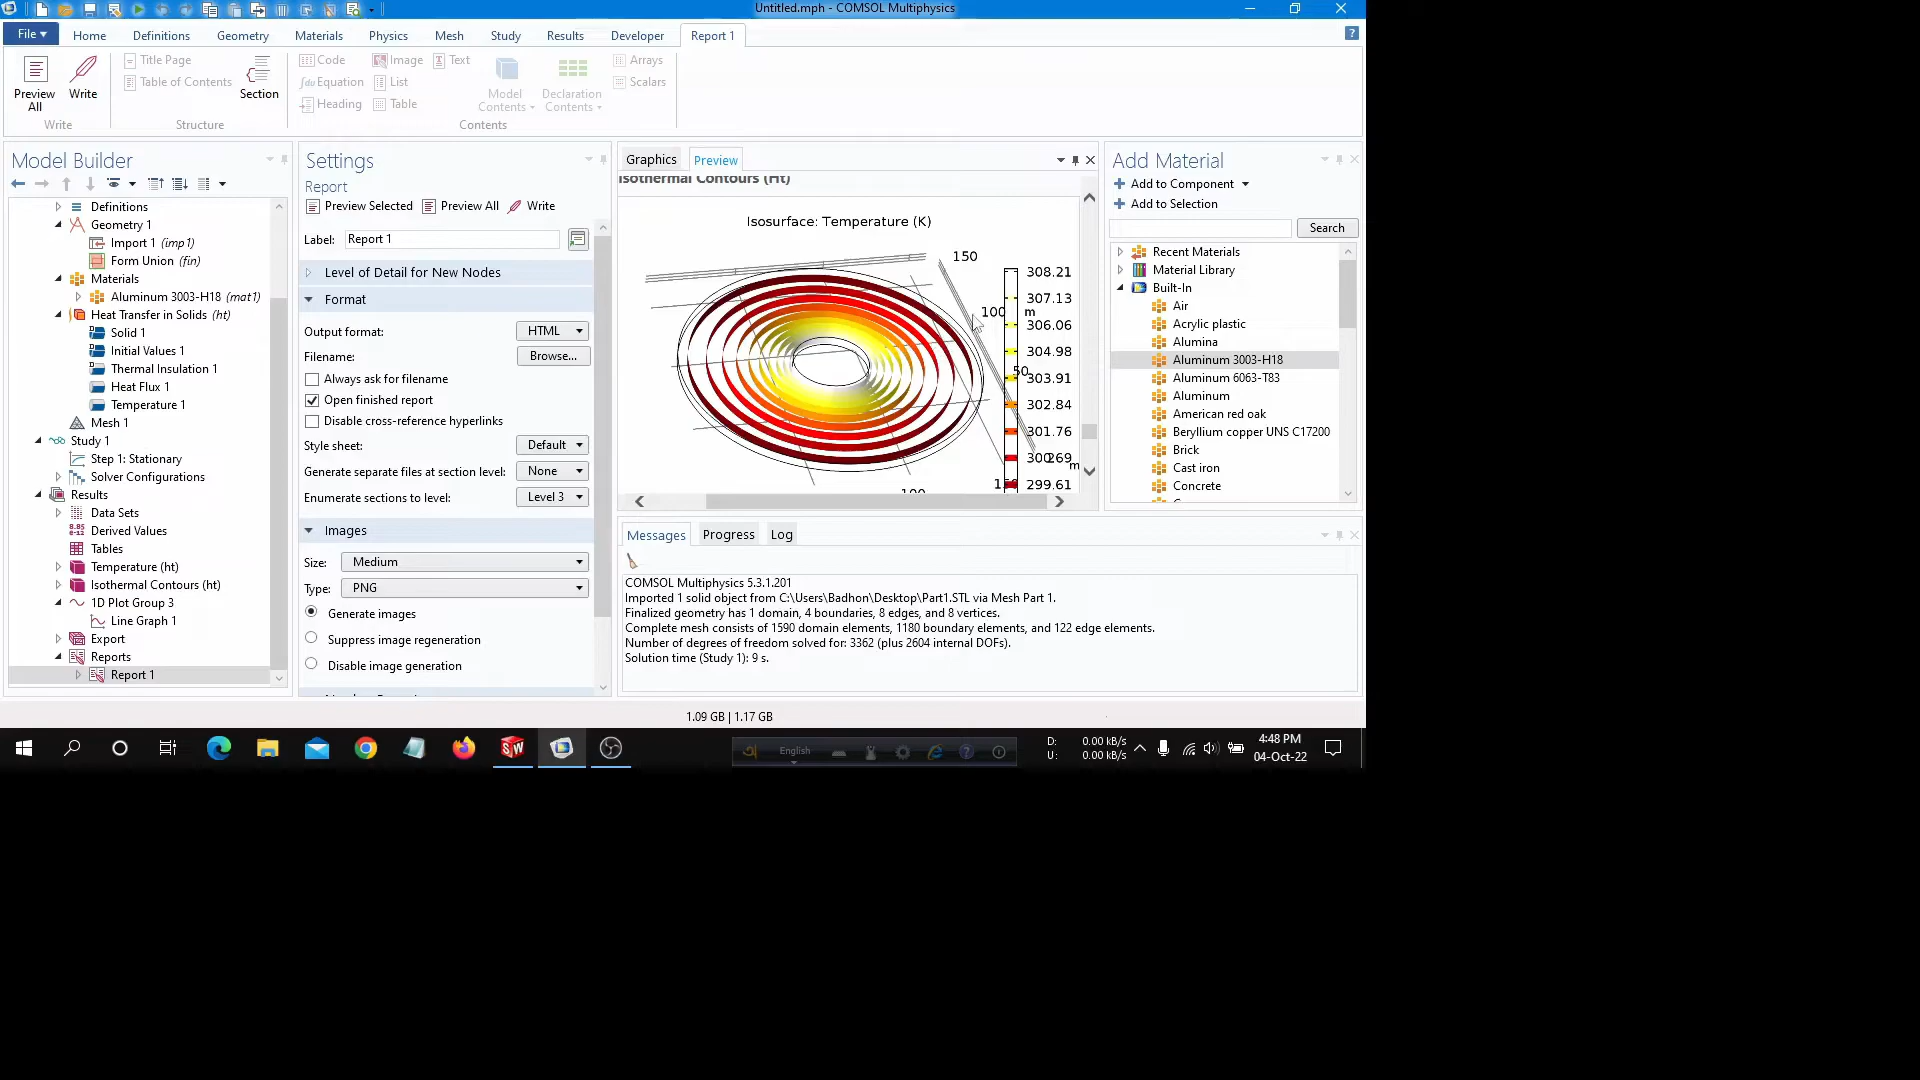 Untitled.mph - COMSOL Multiphysics
File
Home
Definitions
Geometry
Materials
Physics
Mesh
Study
Results
Developer
Report 1
Preview All
Write
Title Page
Table of Contents
Section
Code
Equation
Heading
Image
List
Table
Text
Model Contents
Declaration Contents
Arrays
Scalars
Write
Structure
Contents
Model Builder
Definitions
Geometry 1
Import 1 (imp1)
Form Union (fin)
Materials
Aluminum 3003-H18 (mat1)
Heat Transfer in Solids (ht)
Solid 1
Initial Values 1
Thermal Insulation 1
Heat Flux 1
Temperature 1
Mesh 1
Study 1
Step 1: Stationary
Solver Configurations
Results
Data Sets
Derived Values
Tables
Temperature (ht)
Isothermal Contours (ht)
1D Plot Group 3
Line Graph 1
Export
Reports
Report 1
Settings
Report
Preview Selected
Preview All
Write
Label: Report 1
Level of Detail for New Nodes
Format
Output format: HTML
Filename: Browse...
Always ask for filename
Open finished report
Disable cross-reference hyperlinks
Style sheet: Default
Generate separate files at section level: None
Enumerate sections to level: Level 3
Images
Size: Medium
Type: PNG
Generate images
Suppress image regeneration
Disable image generation
Graphics
Preview
Isothermal Contours (Ht)
Isosurface: Temperature (K)
150
308.21
307.13
100
m
306.06
304.98
50
303.91
302.84
301.76
m
299.61
Messages
Progress
Log
COMSOL Multiphysics 5.3.1.201
Imported 1 solid object from C:\Users\Badhon\Desktop\Part1.STL via Mesh Part 1.
Finalized geometry has 1 domain, 4 boundaries, 8 edges, and 8 vertices.
Complete mesh consists of 1590 domain elements, 1180 boundary elements, and 122 edge elements.
Number of degrees of freedom solved for: 3362 (plus 2604 internal DOFs).
Solution time (Study 1): 9 s.
Add Material
Add to Component
Add to Selection
Search
Recent Materials
Material Library
Built-In
Air
Acrylic plastic
Alumina
Aluminum 3003-H18
Aluminum 6063-T83
Aluminum
American red oak
Beryllium copper UNS C17200
Brick
Cast iron
Concrete
1.09 GB | 1.17 GB
English
D: 0.00 kB/s
U: 0.00 kB/s
4:48 PM
04-Oct-22